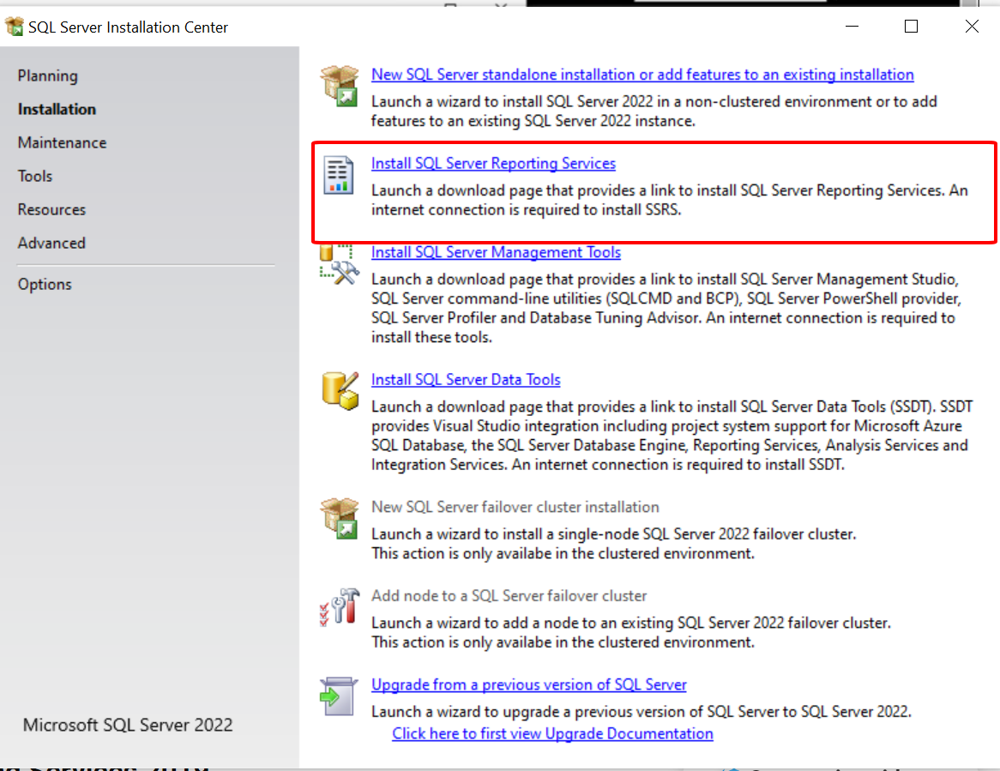 SQL Server Installation Center
Planning
Installation
Maintenance
Tools
Resources
Advanced
Options
Microsoft SQL Server 2022
New SQL Server standalone installation or add features to an existing installation
Launch a wizard to install SQL Server 2022 in a non-clustered environment or to add
features to an existing SQL Server 2022 instance.
Install SQL Server Reporting Services
Launch a download page that provides a link to install SQL Server Reporting Services. An
internet connection is required to install SSRS.
Install SQL Server Management Tools
Launch a download page that provides a link to install SQL Server Management Studio,
SQL Server command-line utilities (SQLCMD and BCP), SQL Server PowerShell provider,
SQL Server Profiler and Database Tuning Advisor. An internet connection is required to
install these tools.
Install SQL Server Data Tools
Launch a download page that provides a link to install SQL Server Data Tools (SSDT). SSDT
provides Visual Studio integration including project system support for Microsoft Azure
SQL Database, the SQL Server Database Engine, Reporting Services, Analysis Services and
Integration Services. An internet connection is required to install SSDT.
New SQL Server failover cluster installation
Launch a wizard to install a single-node SQL Server 2022 failover cluster.
This action is only availabe in the clustered environment.
Add node to a SQL Server failover cluster
Launch a wizard to add a node to an existing SQL Server 2022 failover cluster.
This action is only availabe in the clustered environment.
Upgrade from a previous version of SQL Server
Launch a wizard to upgrade a previous version of SQL Server to SQL Server 2022.
Click here to first view Upgrade Documentation